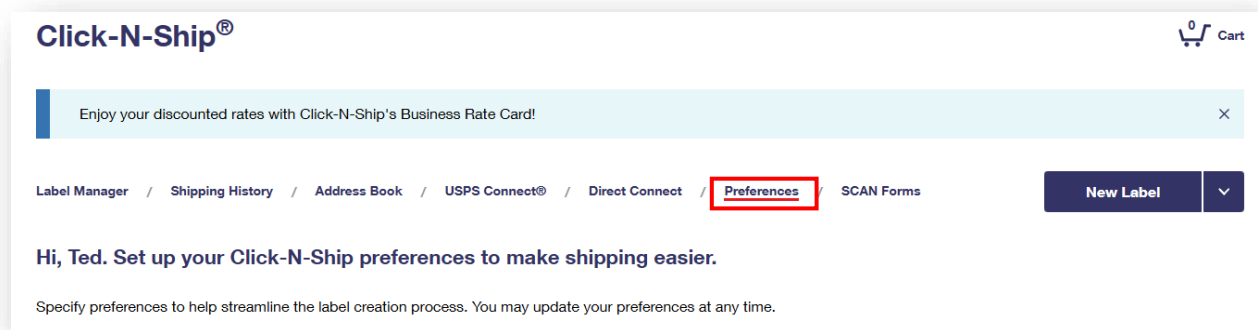 Click-N-Ship®
0 Cart
Enjoy your discounted rates with Click-N-Ship's Business Rate Card!
Label Manager / Shipping History / Address Book / USPS Connect® / Direct Connect / Preferences / SCAN Forms
New Label
Hi, Ted. Set up your Click-N-Ship preferences to make shipping easier.
Specify preferences to help streamline the label creation process. You may update your preferences at any time.